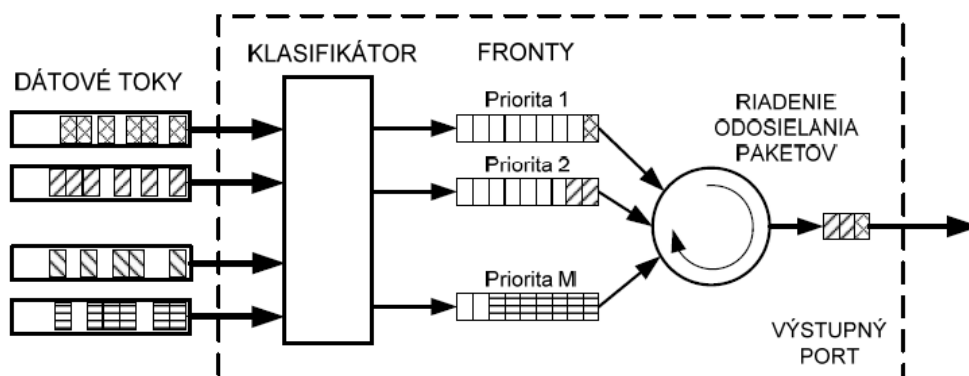 DÁTOVÉ TOKY
KLASIFIKÁTOR
FRONTY
Priorita 1
Priorita 2
Priorita M
RIADENIE
ODOSIELANIA
PAKETOV
VÝSTUPNÝ
PORT